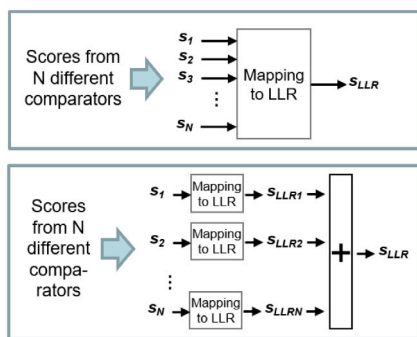 Scores from
N different
comparators
s1
s2
s3
⋮
sN
Mapping
to LLR
sLLR
Scores
from N
different
compa-
rators
s1
Mapping
to LLR
sLLR1
s2
Mapping
to LLR
sLLR2
⋮
sN
Mapping
to LLR
sLLRN
+
sLLR